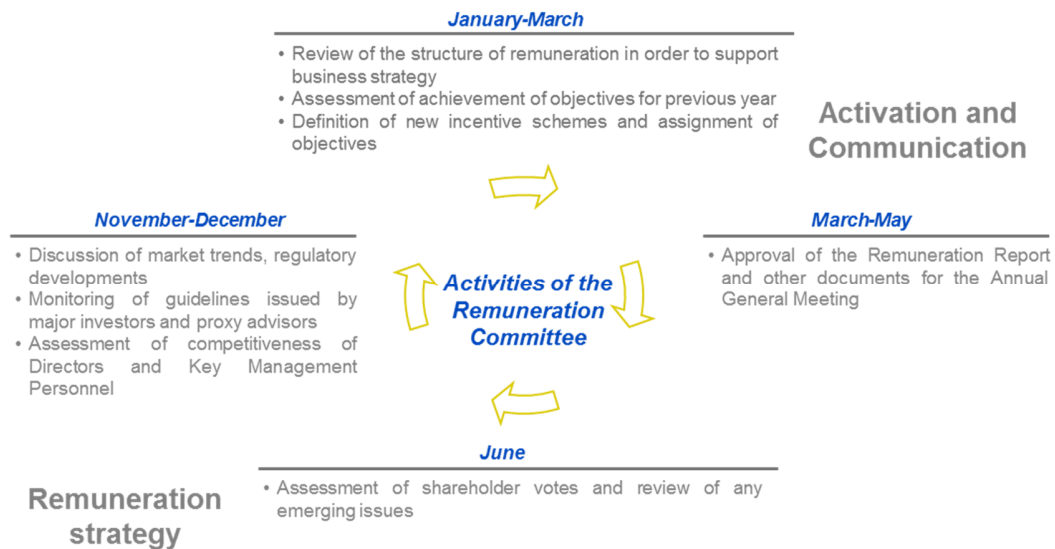 January-March
• Review of the structure of remuneration in order to support
business strategy
• Assessment of achievement of objectives for previous year
• Definition of new incentive schemes and assignment of
objectives
Activation and
Communication
November-December
• Discussion of market trends, regulatory
developments
• Monitoring of guidelines issued by
major investors and proxy advisors
• Assessment of competitiveness of
Directors and Key Management
Personnel
Activities of the
Remuneration
Committee
March-May
• Approval of the Remuneration Report
and other documents for the Annual
General Meeting
June
• Assessment of shareholder votes and review of any
emerging issues
Remuneration
strategy